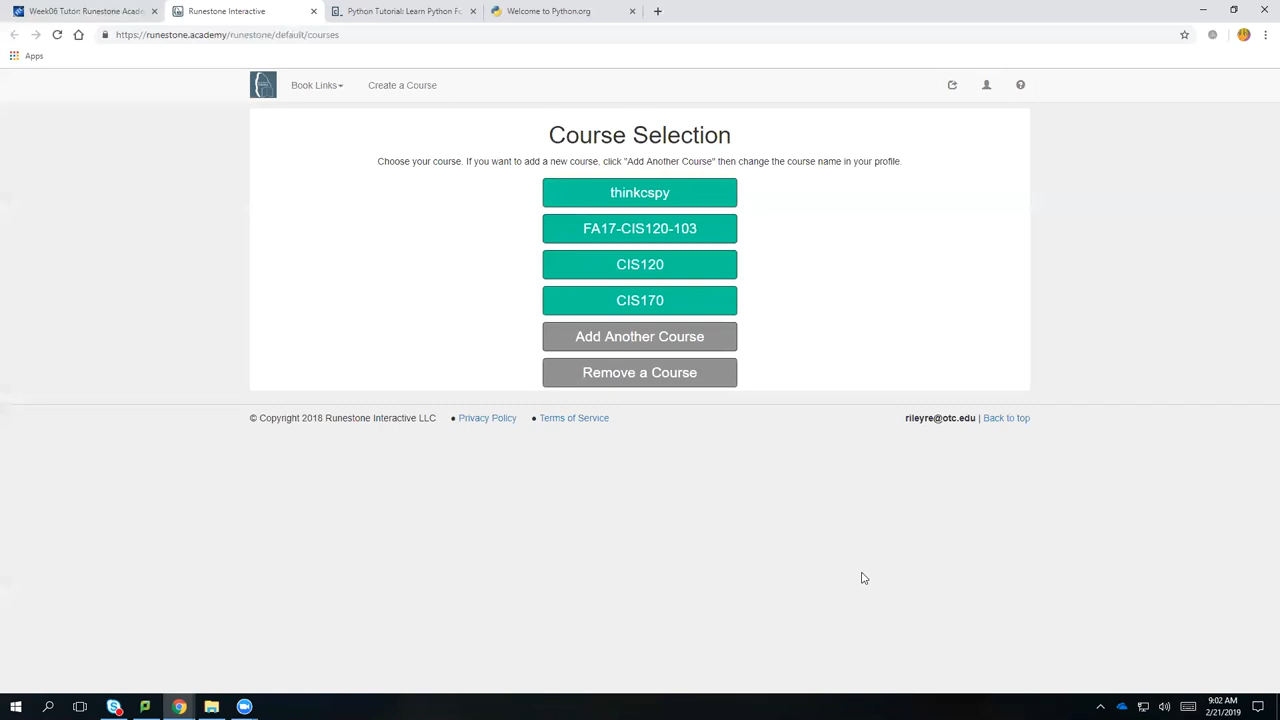 Week06 Tutori: Runestone Acade
Runestone Interactive
Python Tutorial: Learn Python Fo
Welcome to Python.org
https://runestone.academy/runestone/default/courses
Apps
Book Links
Create a Course
Course Selection
Choose your course. If you want to add a new course, click "Add Another Course" then change the course name in your profile.
thinkcspy
FA17-CIS120-103
CIS120
CIS170
Add Another Course
Remove a Course
© Copyright 2018 Runestone Interactive LLC ● Privacy Policy ● Terms of Service rileyre@otc.edu | Back to top
9:02 AM
2/21/2019